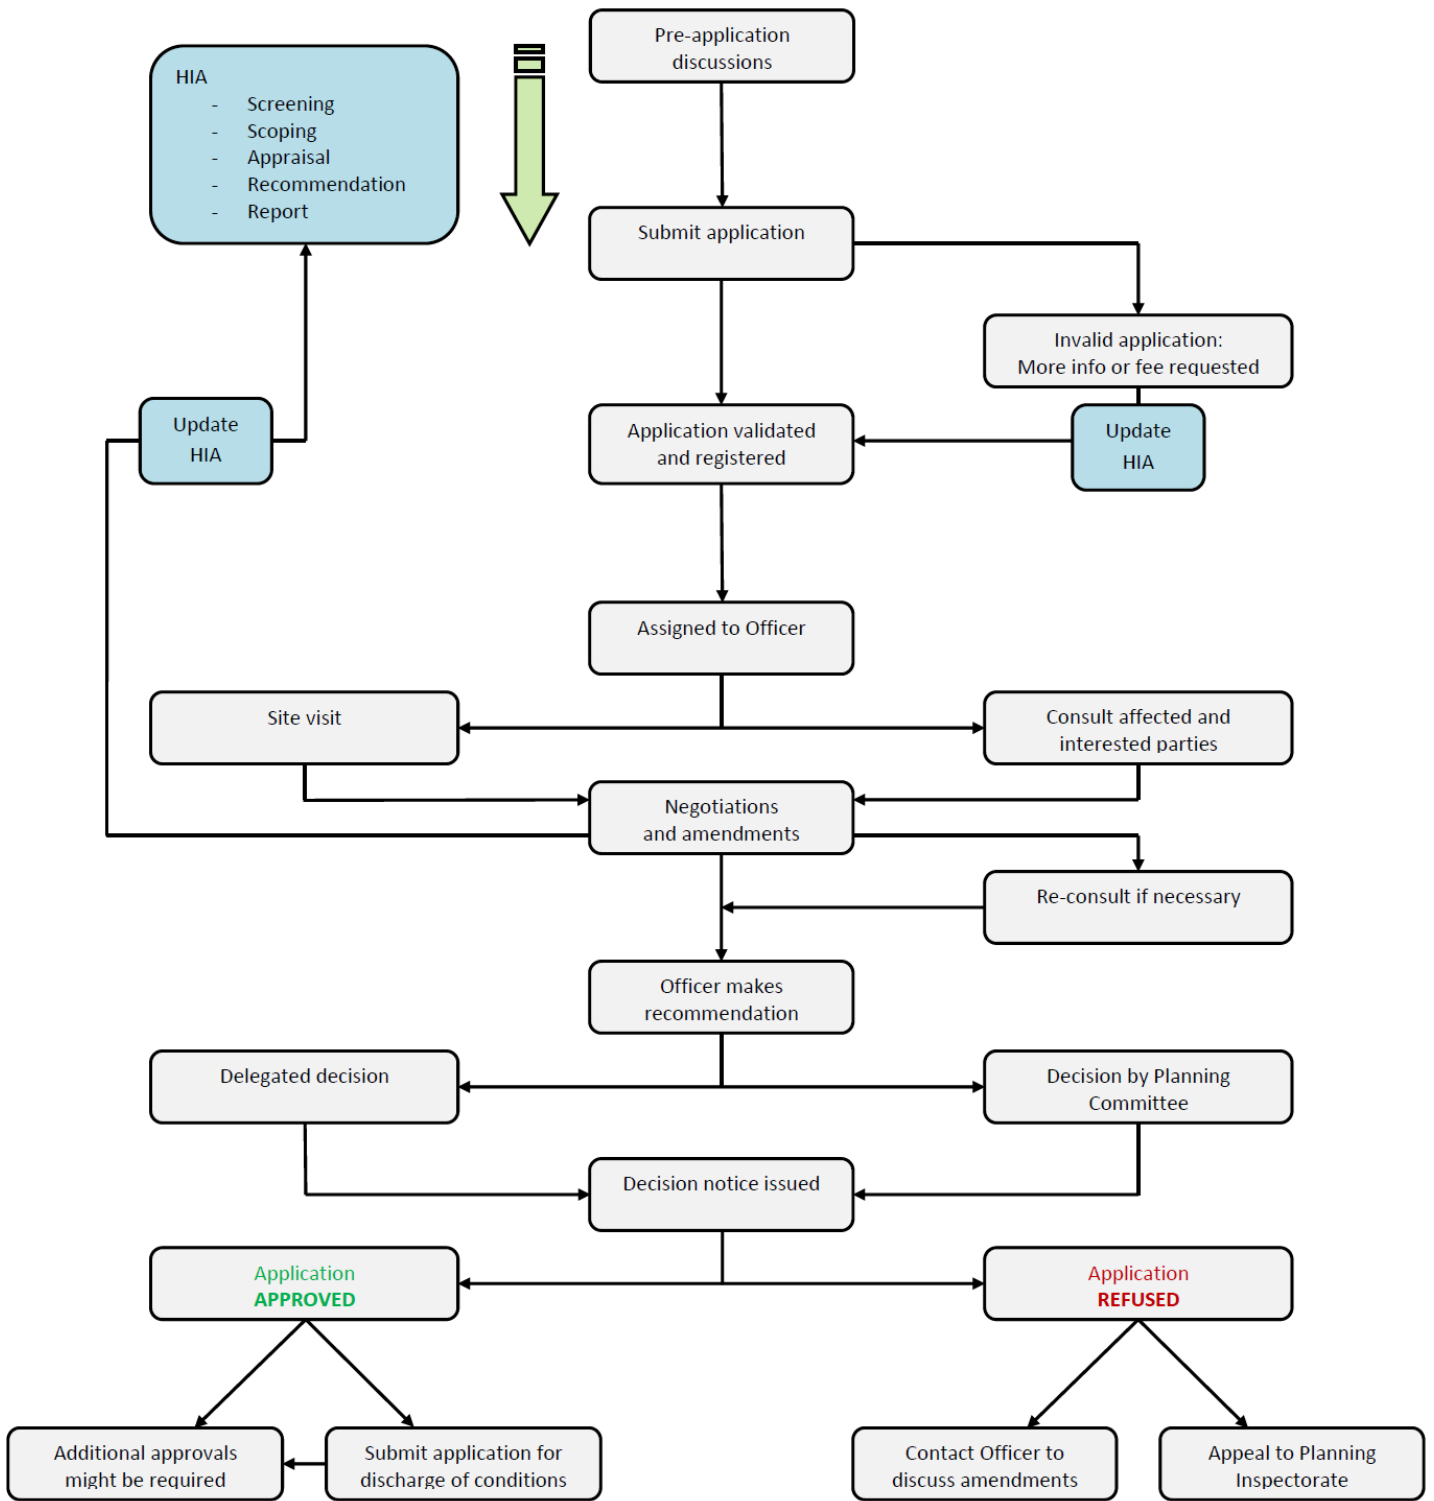 Pre-application
discussions
HIA
- Screening
- Scoping
- Appraisal
- Recommendation
- Report
Submit application
Invalid application:
More info or fee requested
Update
HIA
Application validated
and registered
Update
HIA
Assigned to Officer
Site visit
Consult affected and
interested parties
Negotiations
and amendments
Re-consult if necessary
Officer makes
recommendation
Delegated decision
Decision by Planning
Committee
Decision notice issued
Application
APPROVED
Application
REFUSED
Additional approvals
might be required
Submit application for
discharge of conditions
Contact Officer to
discuss amendments
Appeal to Planning
Inspectorate